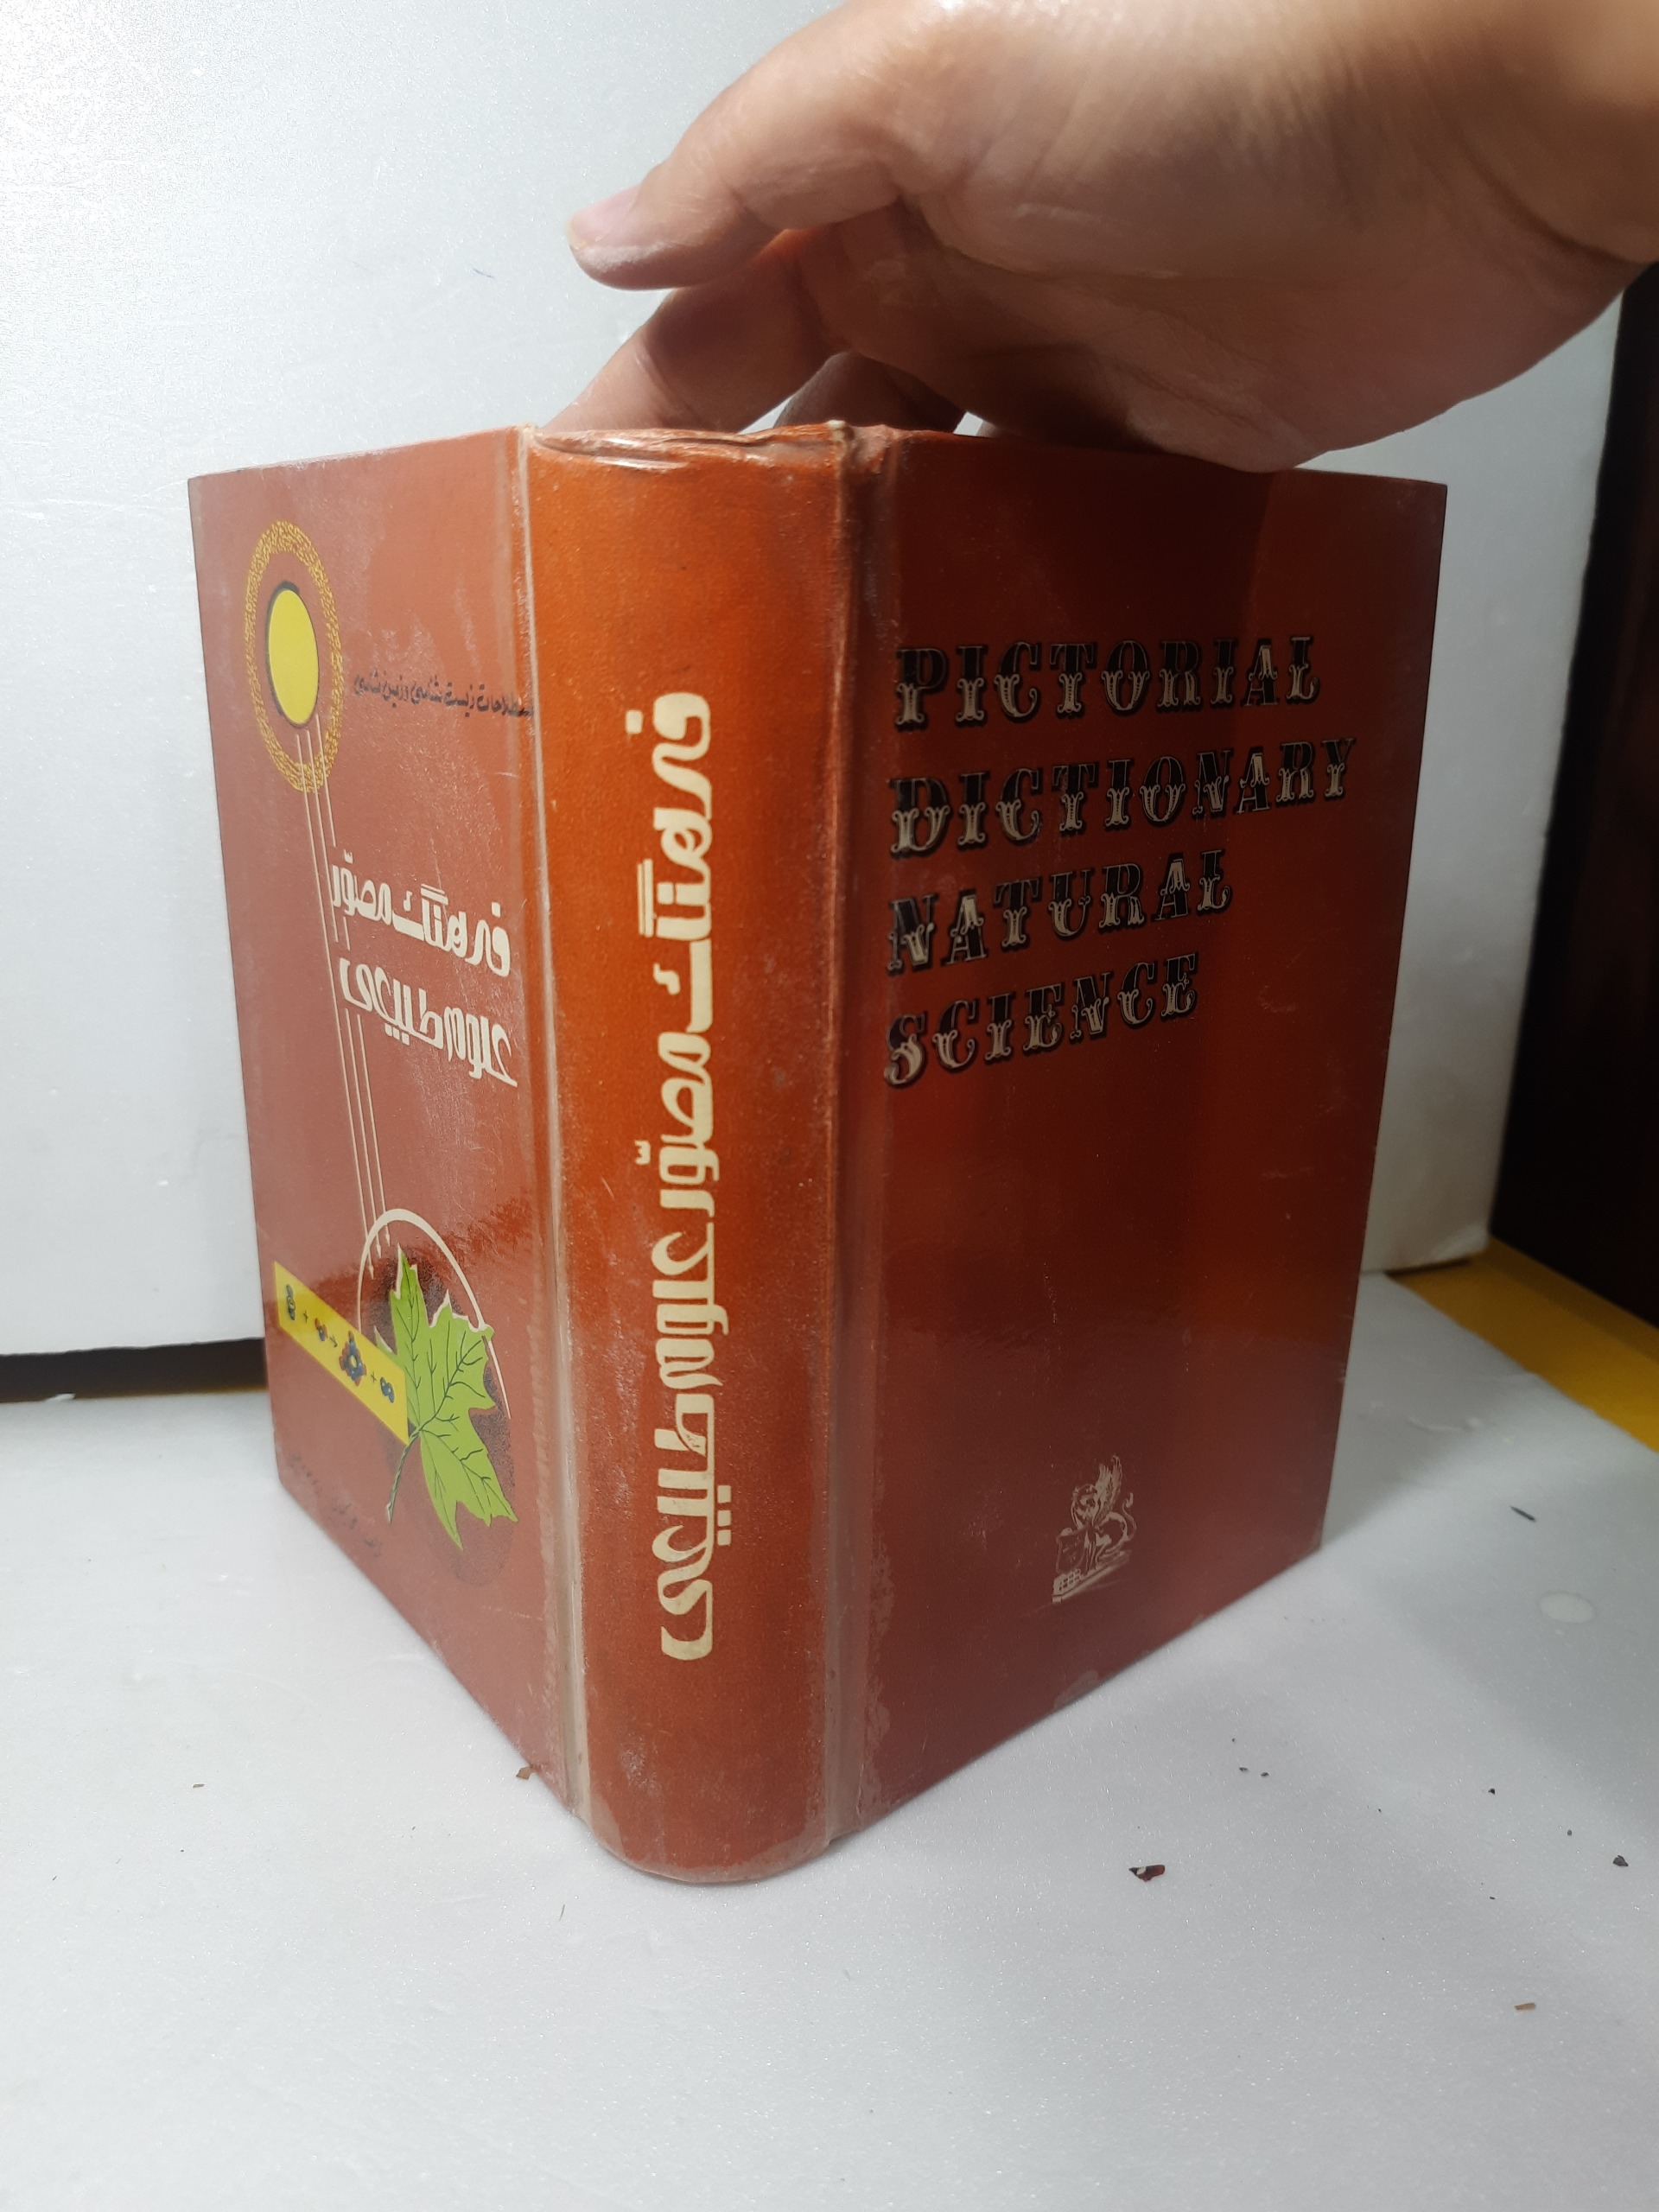 اصطلاحات زیست‌شناسی و زمین‌شناسی
فرهنگ مصوّر
علوم طبیعی
فرهنگ مصوّر علوم طبیعی
PICTORIAL
DICTIONARY
NATURAL
SCIENCE